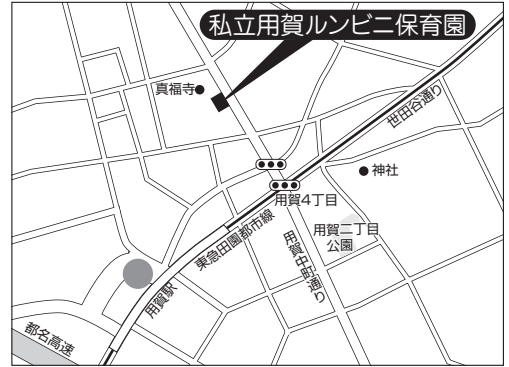 私立用賀ルンビニ保育園
真福寺
世田谷通り
神社
用賀4丁目
用賀二丁目
公園
東急田園都市線
用賀中町通り
用賀駅
都名高速